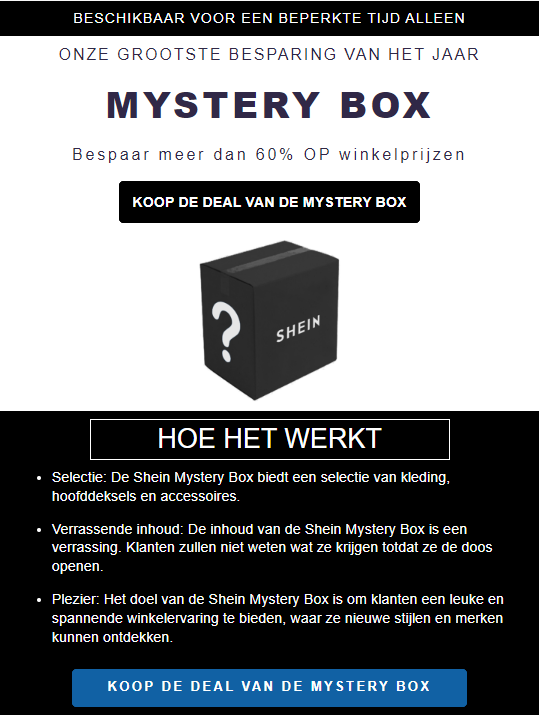 BESCHIKBAAR VOOR EEN BEPERKTE TIJD ALLEEN
ONZE GROOTSTE BESPARING VAN HET JAAR
MYSTERY BOX
Bespaar meer dan 60% OP winkelprijzen
KOOP DE DEAL VAN DE MYSTERY BOX
?
SHEIN
HOE HET WERKT
• Selectie: De Shein Mystery Box biedt een selectie van kleding,
hoofddeksels en accessoires.
• Verrassende inhoud: De inhoud van de Shein Mystery Box is een
verrassing. Klanten zullen niet weten wat ze krijgen totdat ze de doos
openen.
• Plezier: Het doel van de Shein Mystery Box is om klanten een leuke en
spannende winkelervaring te bieden, waar ze nieuwe stijlen en merken
kunnen ontdekken.
KOOP DE DEAL VAN DE MYSTERY BOX